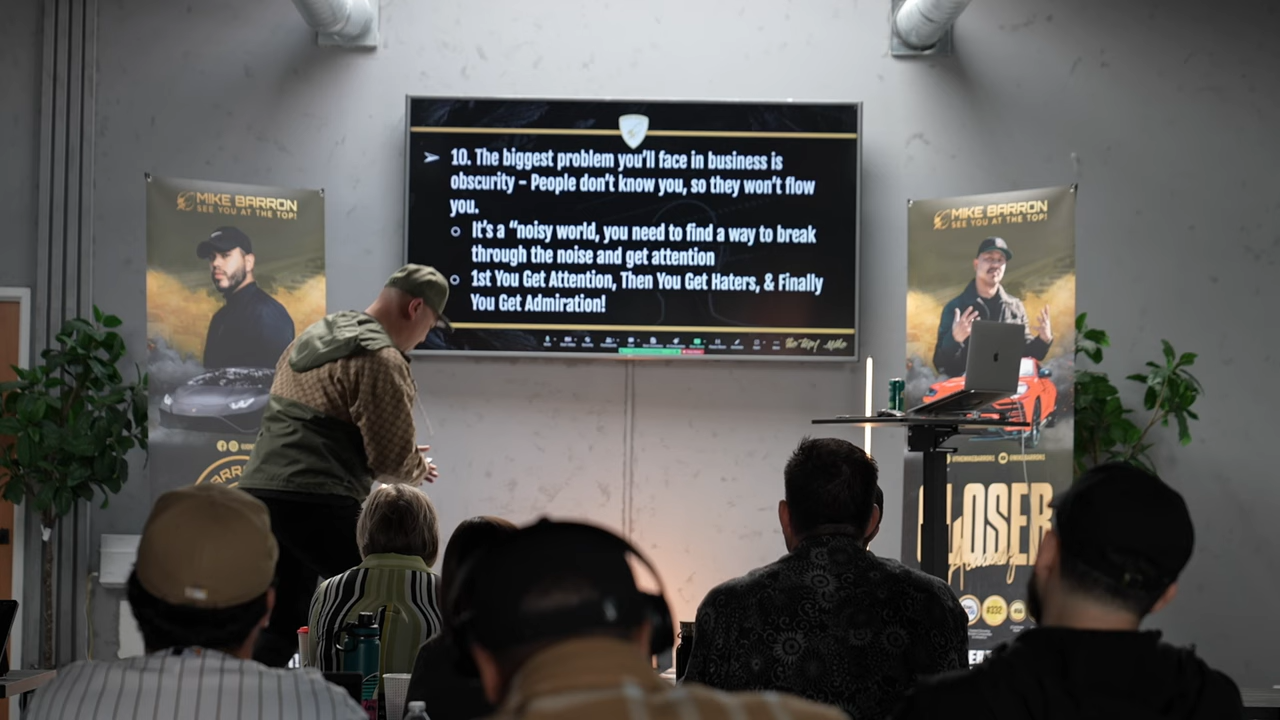 10. The biggest problem you'll face in business is
obscurity – People don't know you, so they won't flow
you.
It's a "noisy world, you need to find a way to break
through the noise and get attention
1st You Get Attention, Then You Get Haters, & Finally
You Get Admiration!
MIKE BARRON
SEE YOU AT THE TOP!
MIKE BARRON
SEE YOU AT THE TOP!
CLOSER
Academy
#332